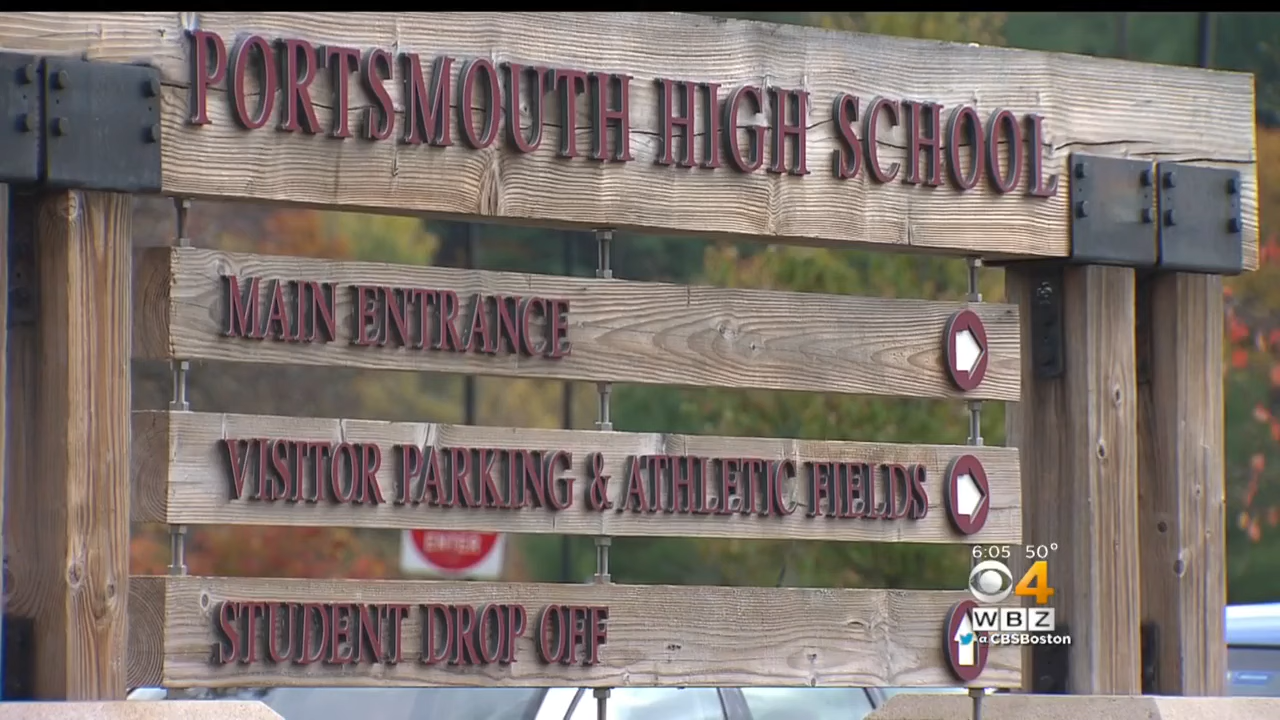 PORTSMOUTH HIGH SCHOOL
MAIN ENTRANCE
VISITOR PARKING & ATHLETIC FIELDS
ENTER
STUDENT DROP OFF
6:05 50°
4
WBZ
@CBSBoston